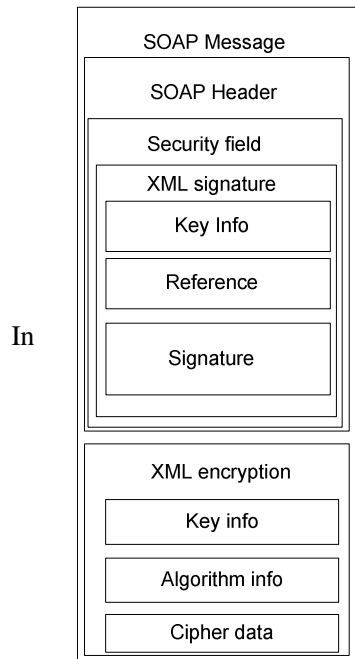 SOAP Message
SOAP Header
Security field
XML signature
Key Info
Reference
In
Signature
XML encryption
Key info
Algorithm info
Cipher data